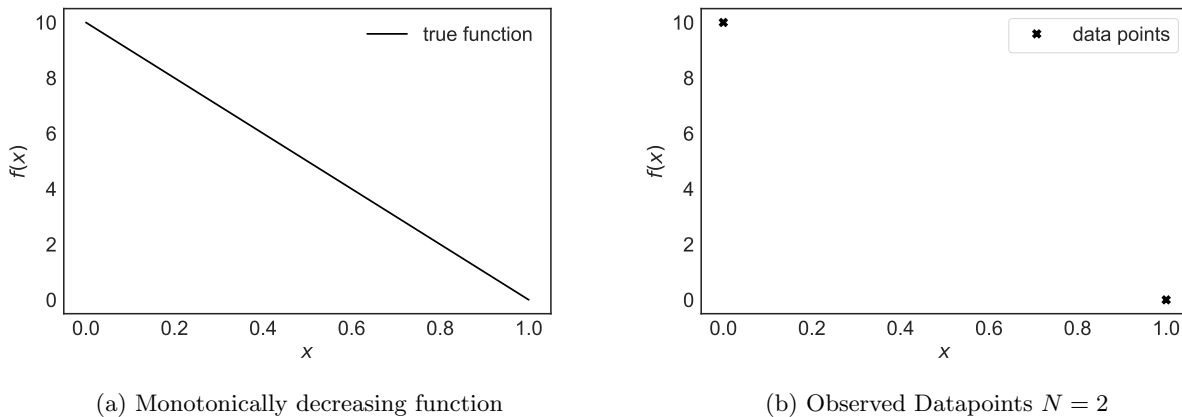 10
8
6
4
2
0
f(x)
true function
0.0 0.2 0.4 0.6 0.8 1.0
x
(a) Monotonically decreasing function
10
8
6
4
2
0
f(x)
data points
0.0 0.2 0.4 0.6 0.8 1.0
x
(b) Observed Datapoints N = 2